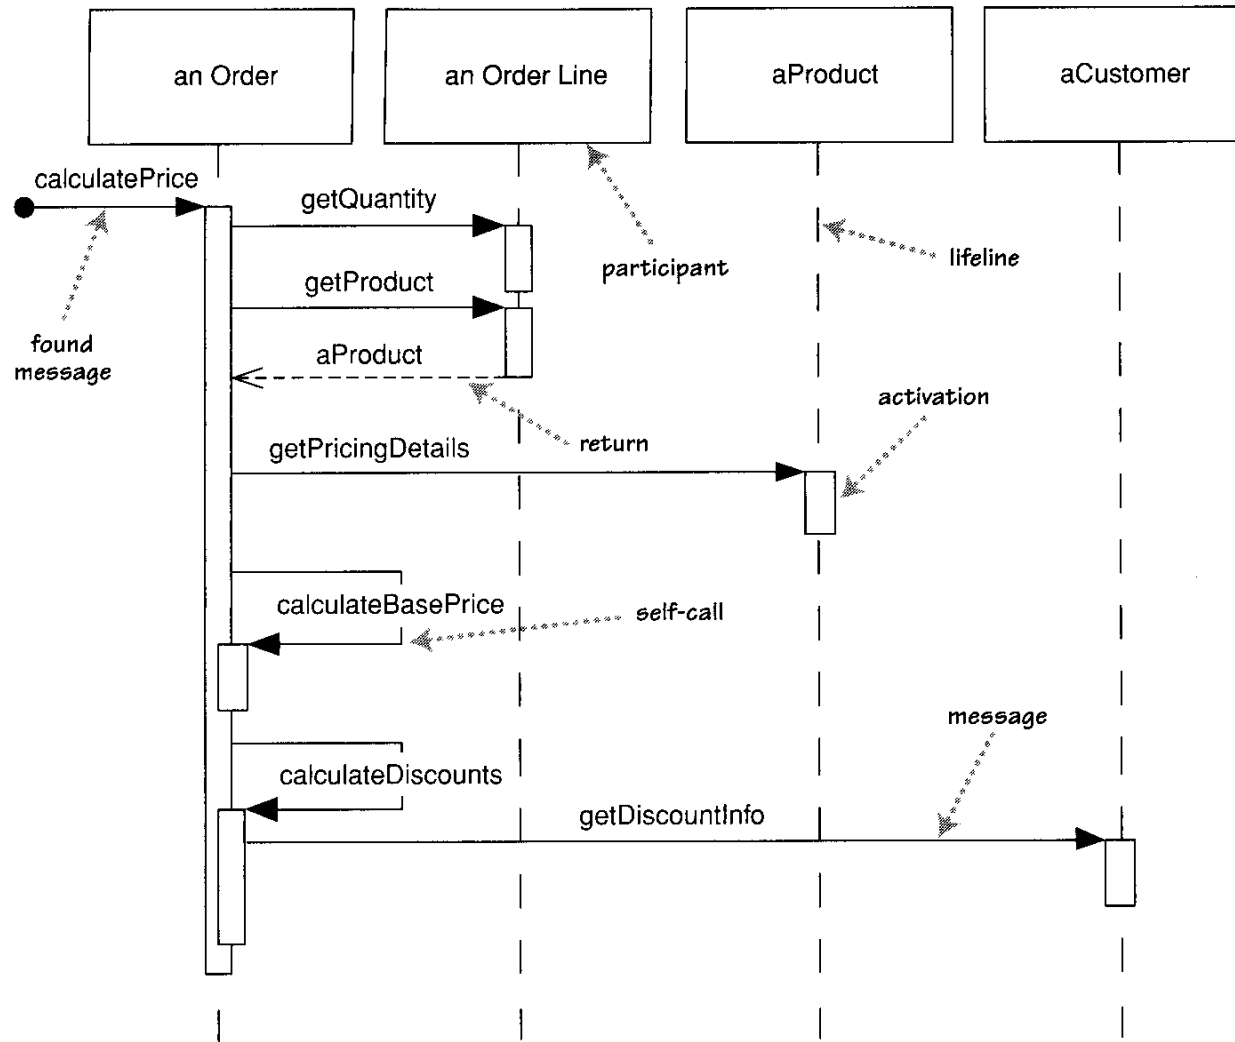 an Order
an Order Line
aProduct
aCustomer
calculatePrice
getQuantity
participant
lifeline
getProduct
found
message
aProduct
activation
return
getPricingDetails
calculateBasePrice
self-call
message
calculateDiscounts
getDiscountInfo